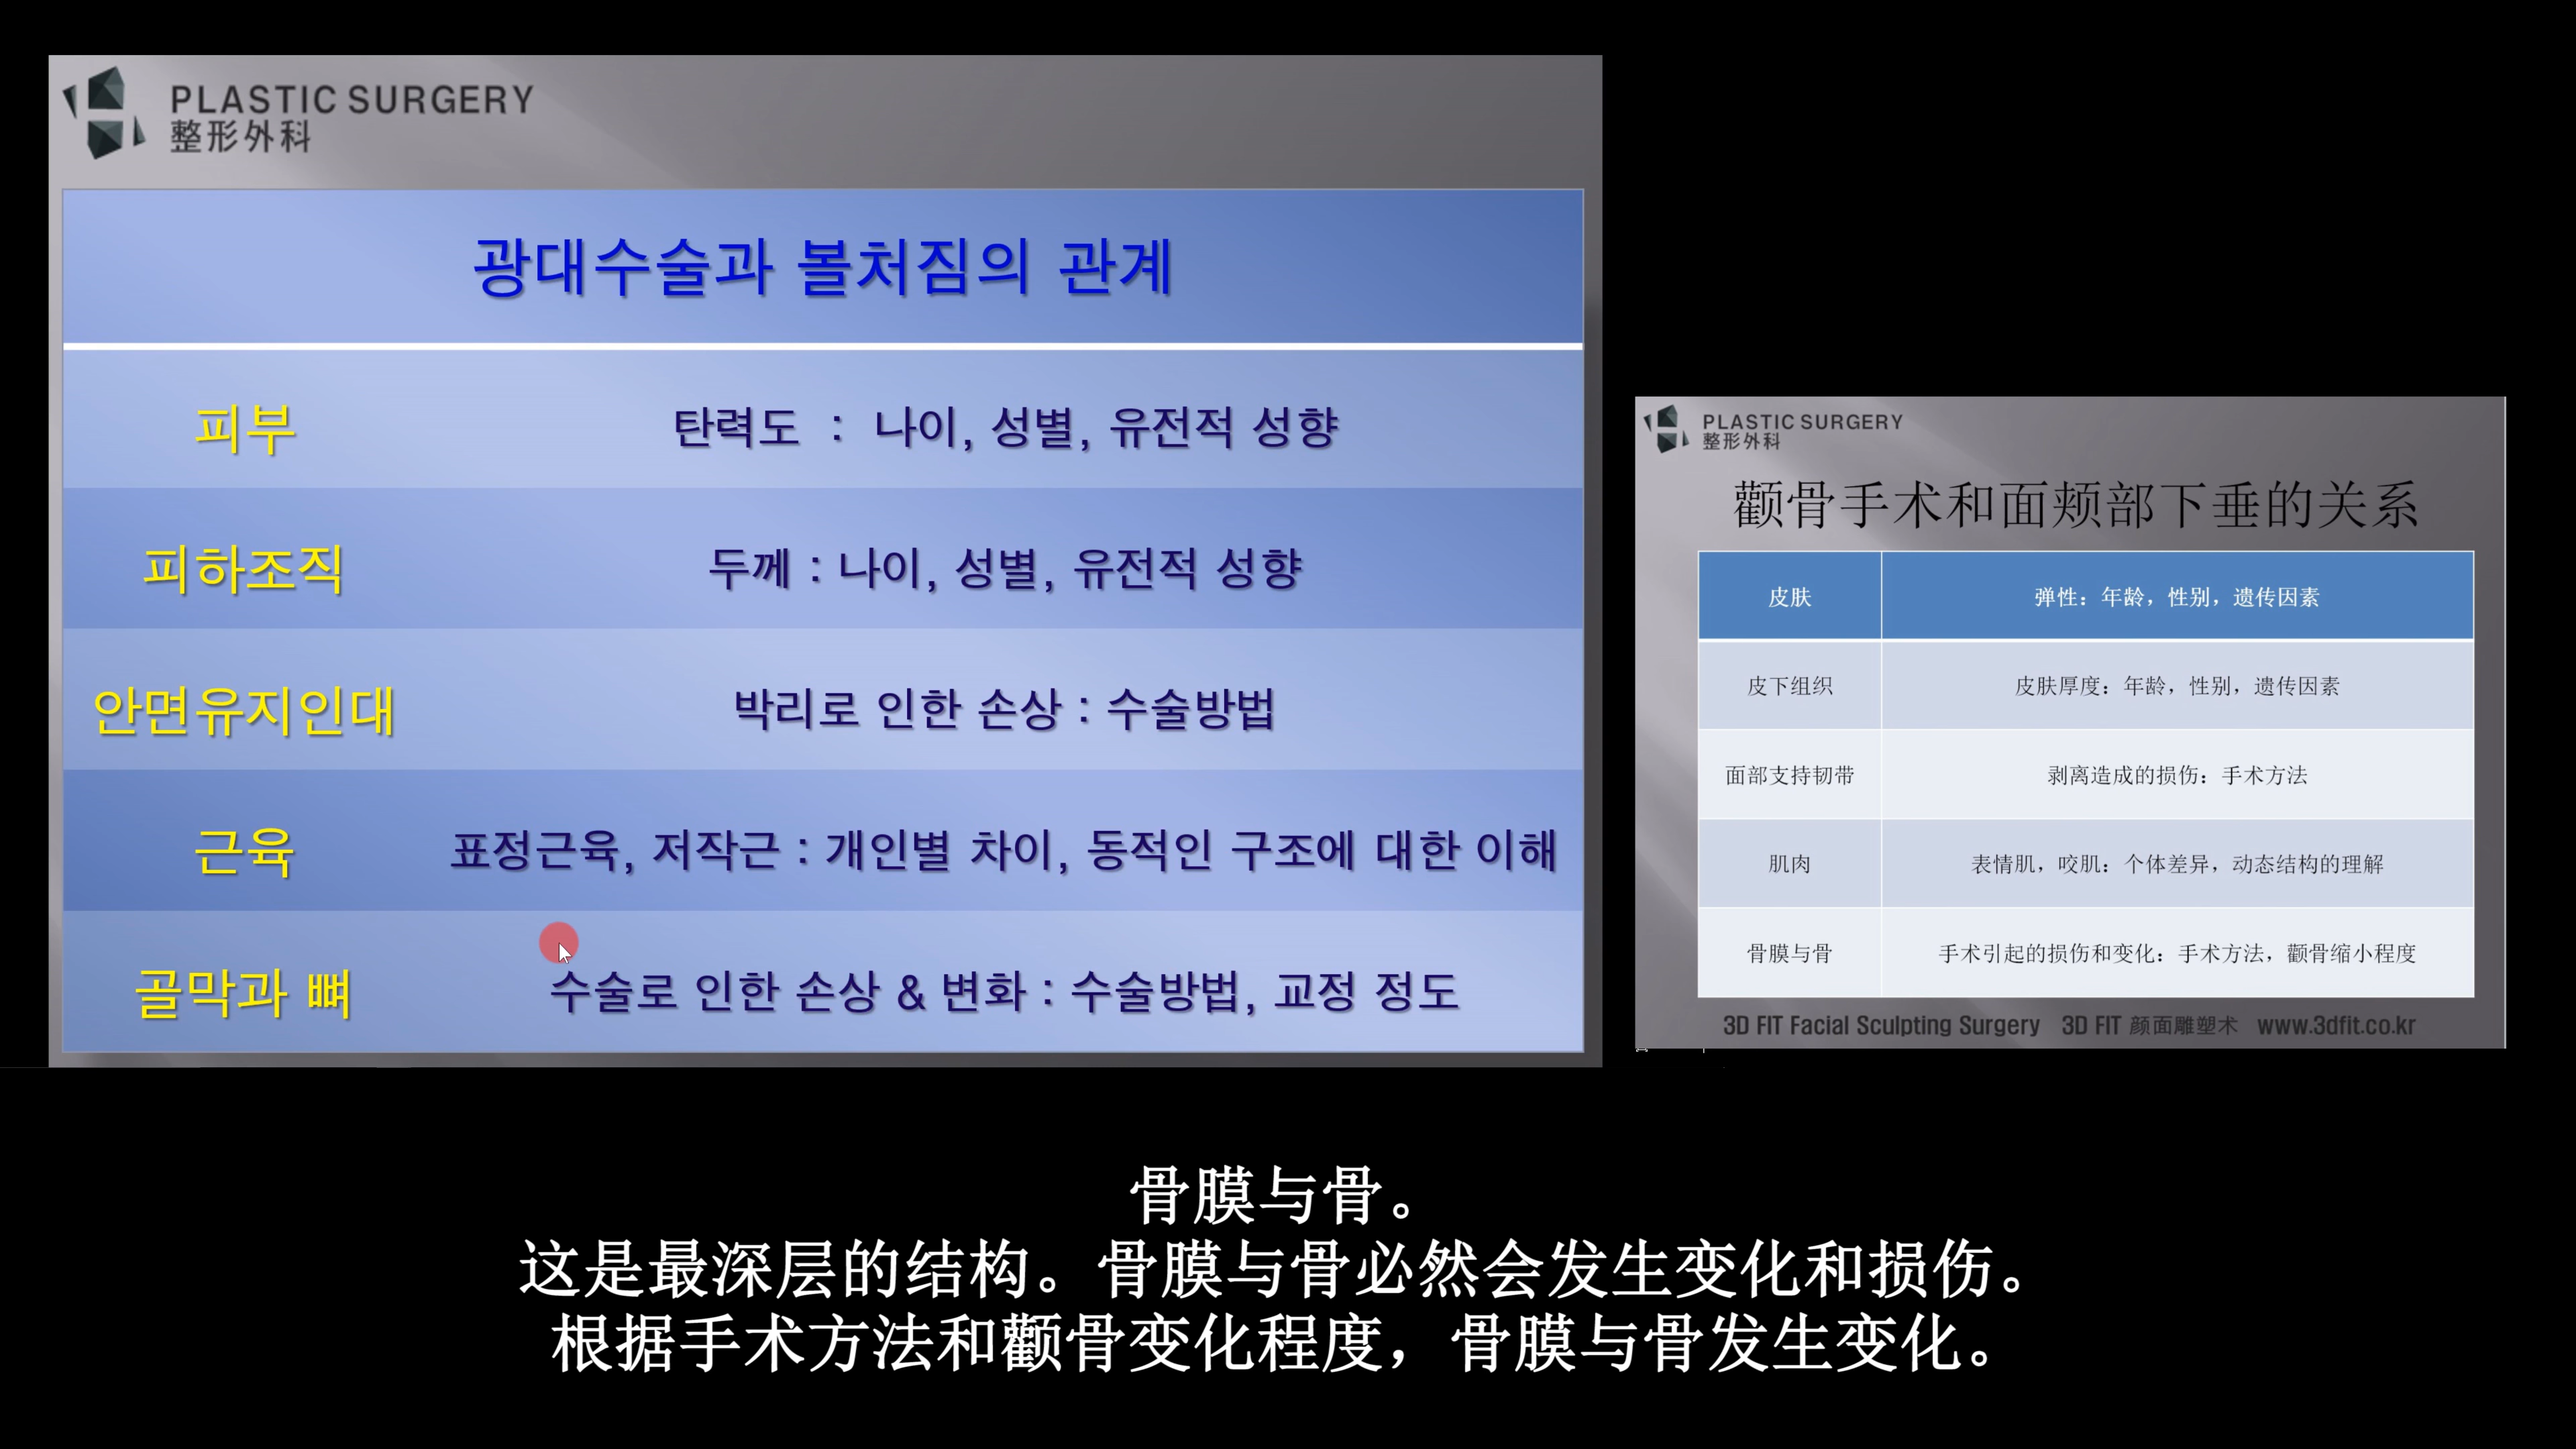 PLASTIC SURGERY
整形外科
광대수술과 볼처짐의 관계
피부 탄력도 : 나이, 성별, 유전적 성향
피하조직 두께 : 나이, 성별, 유전적 성향
안면유지인대 박리로 인한 손상 : 수술방법
근육 표정근육, 저작근 : 개인별 차이, 동적인 구조에 대한 이해
골막과 뼈 수술로 인한 손상 & 변화 : 수술방법, 교정 정도
PLASTIC SURGERY
整形外科
颧骨手术和面颊部下垂的关系
皮肤 弹性：年龄，性别，遗传因素
皮下组织 皮肤厚度：年龄，性别，遗传因素
面部支持韧带 剥离造成的损伤：手术方法
肌肉 表情肌，咬肌：个体差异，动态结构的理解
骨膜与骨 手术引起的损伤和变化：手术方法，颧骨缩小程度
3D FIT Facial Sculpting Surgery 3D FIT 颜面雕塑术 www.3dfit.co.kr
骨膜与骨。
这是最深层的结构。骨膜与骨必然会发生变化和损伤。
根据手术方法和颧骨变化程度，骨膜与骨发生变化。